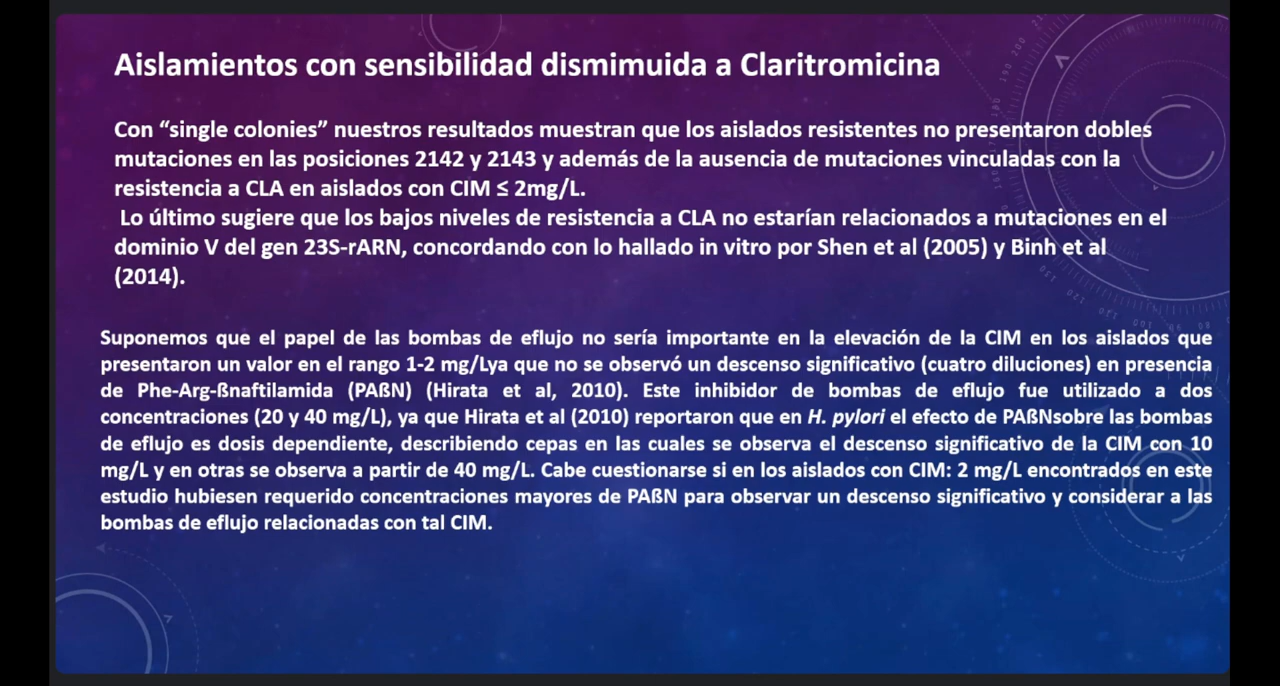 Aislamientos con sensibilidad dismimuida a Claritromicina
Con “single colonies” nuestros resultados muestran que los aislados resistentes no presentaron dobles
mutaciones en las posiciones 2142 y 2143 y además de la ausencia de mutaciones vinculadas con la
resistencia a CLA en aislados con CIM ≤ 2mg/L.
Lo último sugiere que los bajos niveles de resistencia a CLA no estarían relacionados a mutaciones en el
dominio V del gen 23S-rARN, concordando con lo hallado in vitro por Shen et al (2005) y Binh et al
(2014).
Suponemos que el papel de las bombas de eflujo no sería importante en la elevación de la CIM en los aislados que
presentaron un valor en el rango 1-2 mg/Lya que no se observó un descenso significativo (cuatro diluciones) en presencia
de Phe-Arg-ßnaftilamida (PAßN) (Hirata et al, 2010). Este inhibidor de bombas de eflujo fue utilizado a dos
concentraciones (20 y 40 mg/L), ya que Hirata et al (2010) reportaron que en H. pylori el efecto de PAßNsobre las bombas
de eflujo es dosis dependiente, describiendo cepas en las cuales se observa el descenso significativo de la CIM con 10
mg/L y en otras se observa a partir de 40 mg/L. Cabe cuestionarse si en los aislados con CIM: 2 mg/L encontrados en este
estudio hubiesen requerido concentraciones mayores de PAßN para observar un descenso significativo y considerar a las
bombas de eflujo relacionadas con tal CIM.